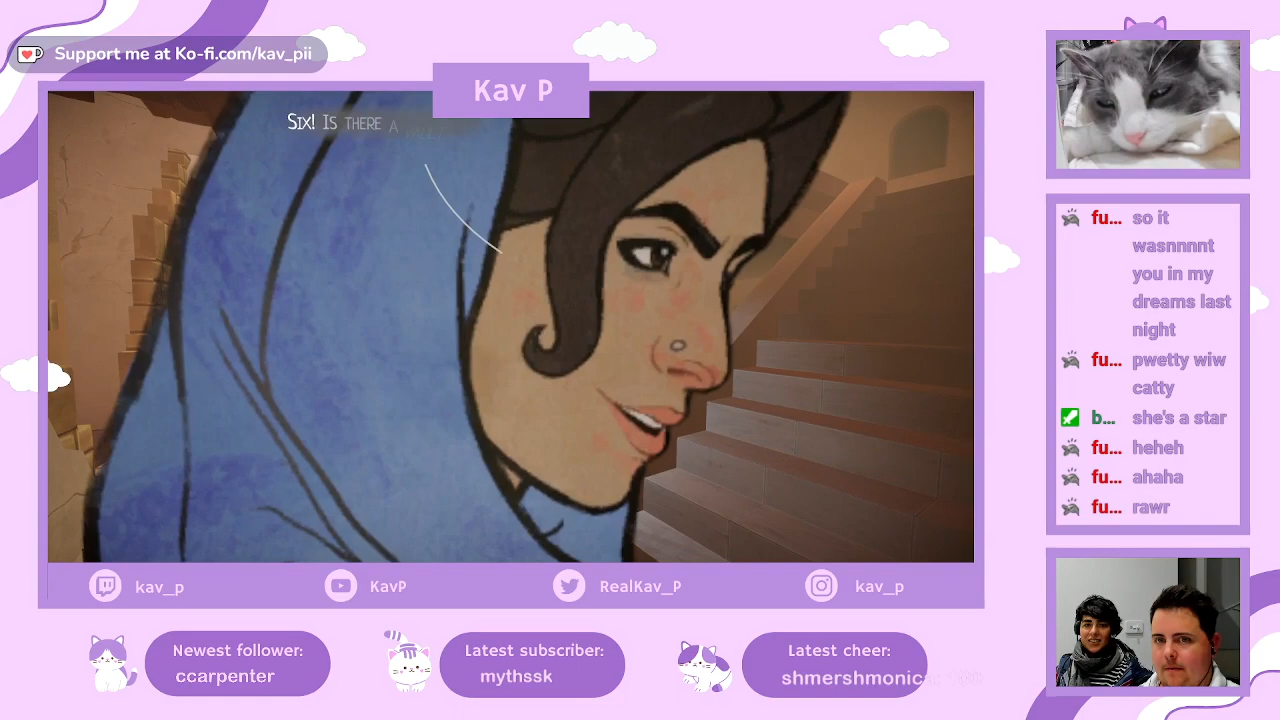 Support me at Ko-fi.com/kav_pii
Kav P
SIX! IS THERE A
fu... so it
wasnnnnt
you in my
dreams last
night
fu... pwetty wiw
catty
b... she's a star
fu... heheh
fu... ahaha
fu... rawr
kav_p
KavP
RealKav_P
kav_p
Newest follower:
ccarpenter
Latest subscriber:
mythssk
Latest cheer:
shmershmonica: